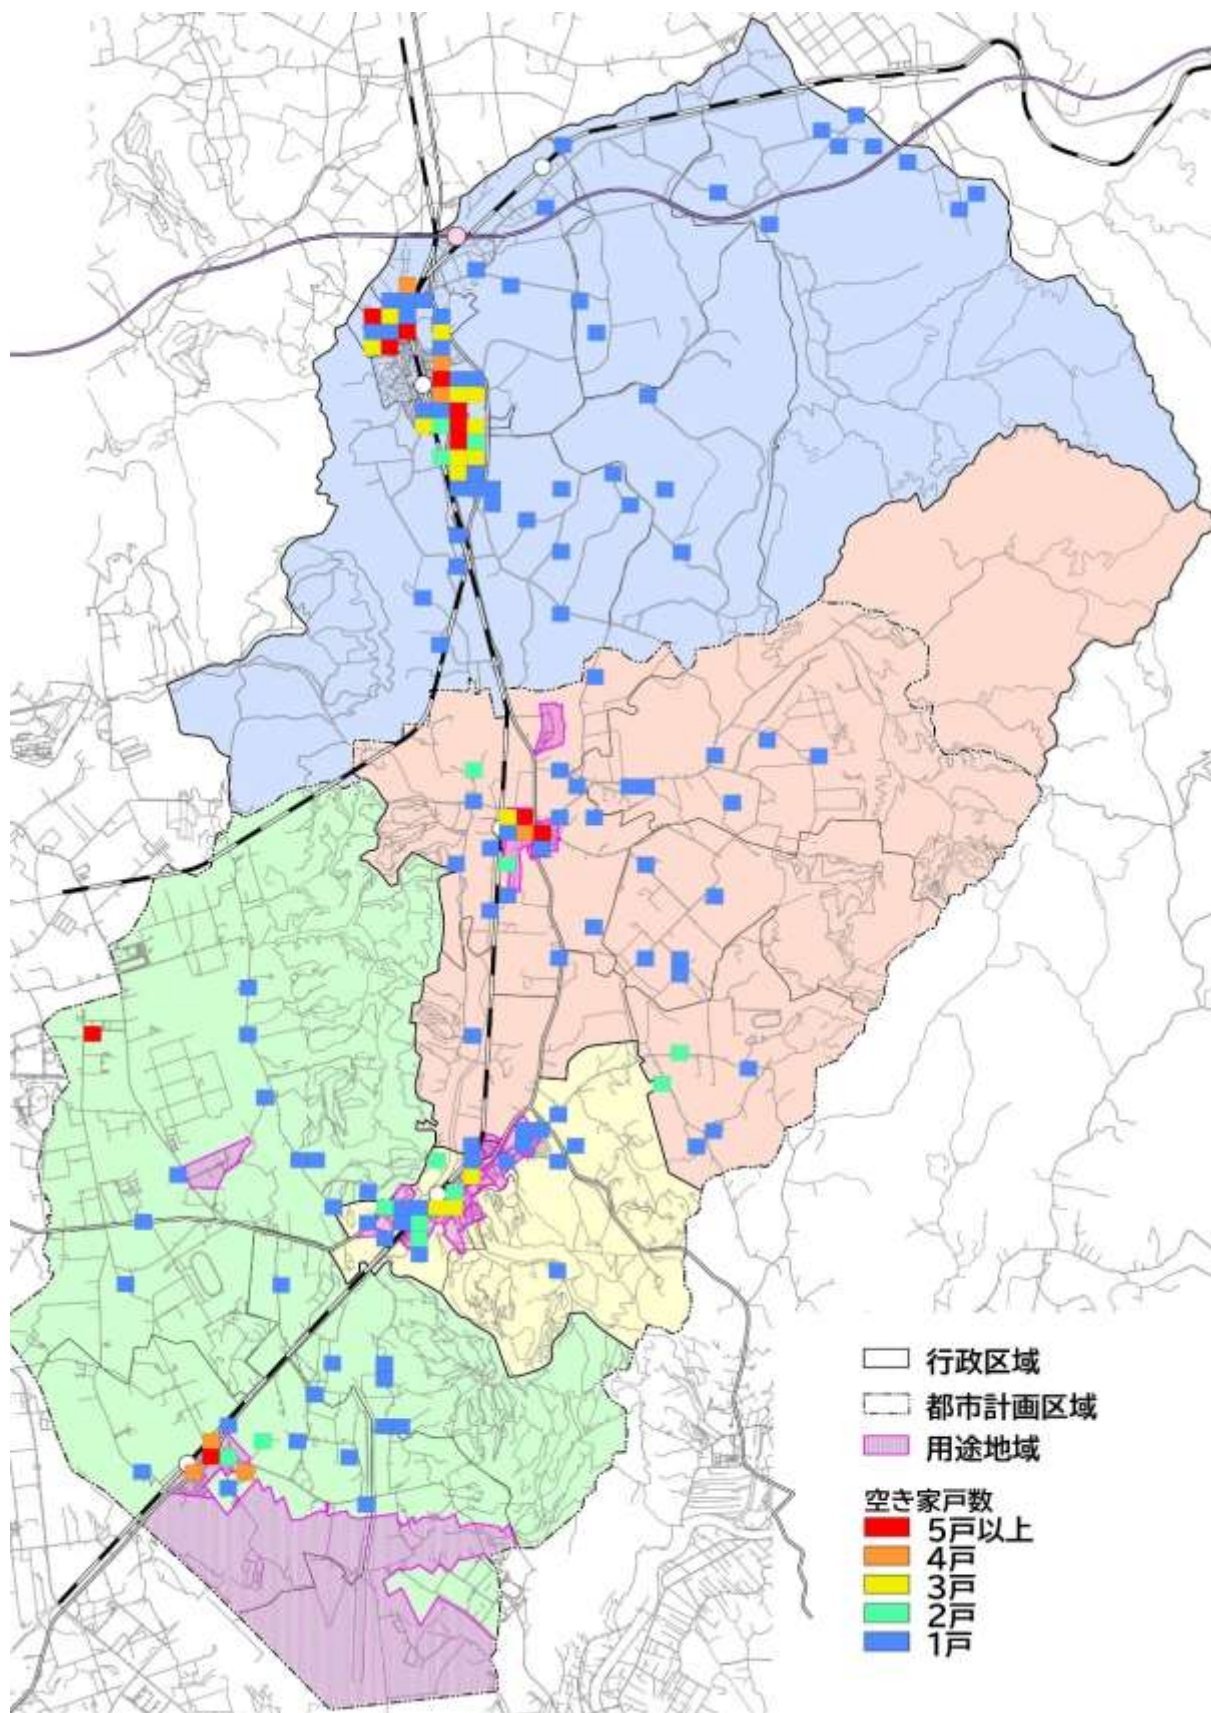 行政区域
都市計画区域
用途地域
空き家戸数
5戸以上
4戸
3戸
2戸
1戸